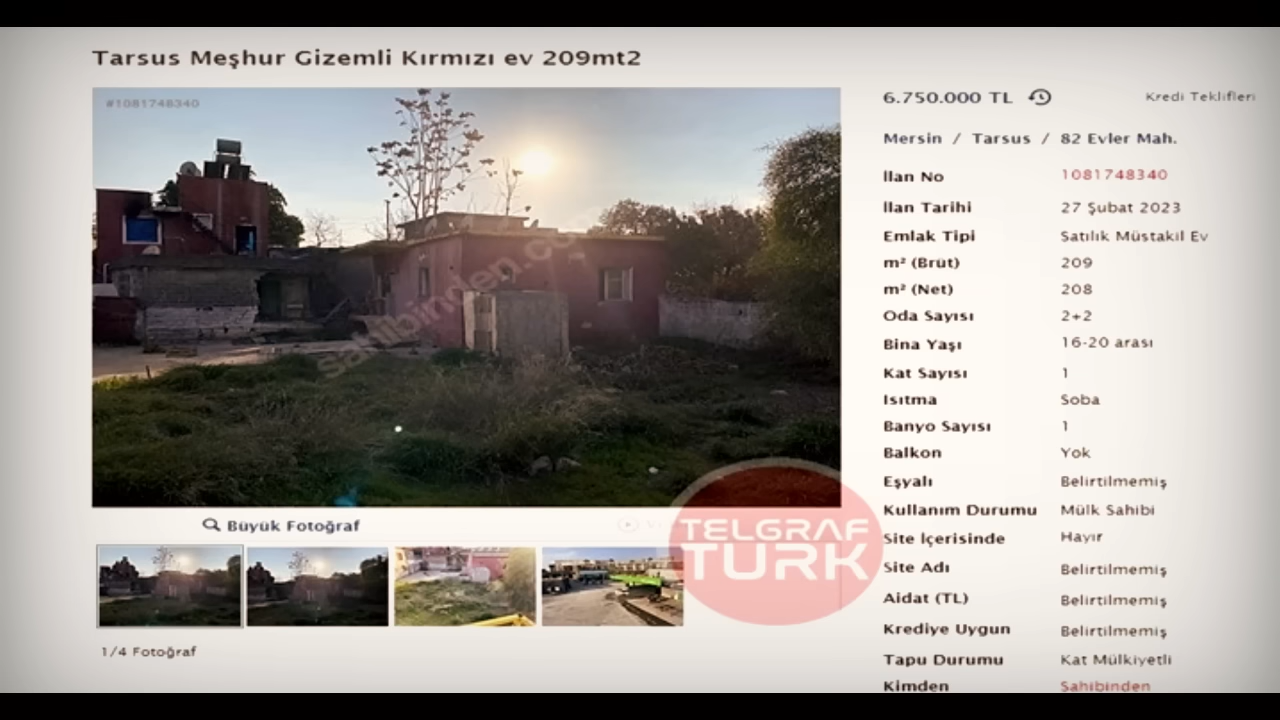 Tarsus Meşhur Gizemli Kırmızı ev 209mt2
#1081748340
sahibinden.co
6.750.000 TL
Kredi Teklifleri
Mersin / Tarsus / 82 Evler Mah.
İlan No 1081748340
İlan Tarihi 27 Şubat 2023
Emlak Tipi Satılık Müstakil Ev
m² (Brüt) 209
m² (Net) 208
Oda Sayısı 2+2
Bina Yaşı 16-20 arası
Kat Sayısı 1
Isıtma Soba
Banyo Sayısı 1
Balkon Yok
Eşyalı Belirtilmemiş
Kullanım Durumu Mülk Sahibi
Site İçerisinde Hayır
Site Adı Belirtilmemiş
Aidat (TL) Belirtilmemiş
Krediye Uygun Belirtilmemiş
Tapu Durumu Kat Mülkiyetli
Kimden Sahibinden
Büyük Fotoğraf
TELGRAF
TURK
1/4 Fotoğraf